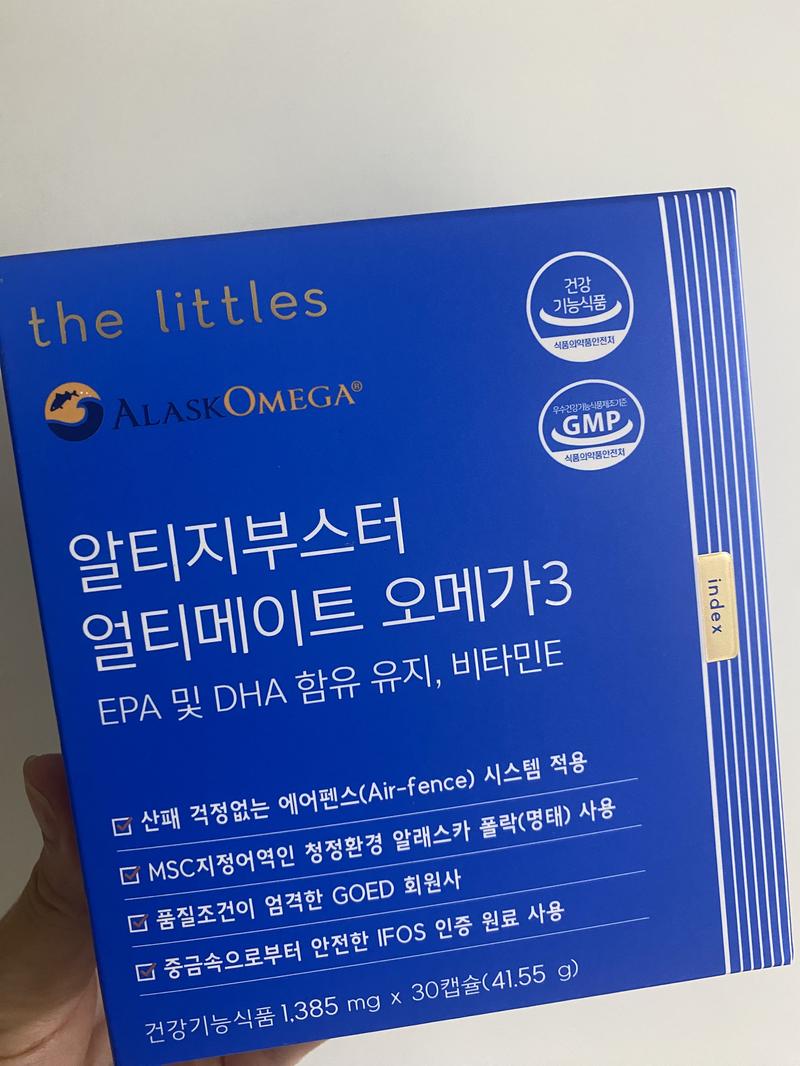 the littles
ALASKOMEGA®
건강
기능식품
식품의약품안전처
우수건강기능식품제조기준
GMP
식품의약품안전처
알티지부스터
얼티메이트 오메가3
EPA 및 DHA 함유 유지, 비타민E
index
산패 걱정없는 에어펜스(Air-fence) 시스템 적용
MSC지정어역인 청정환경 알래스카 폴락(명태) 사용
품질조건이 엄격한 GOED 회원사
중금속으로부터 안전한 IFOS 인증 원료 사용
건강기능식품 1,385 mg x 30캡슐(41.55 g)